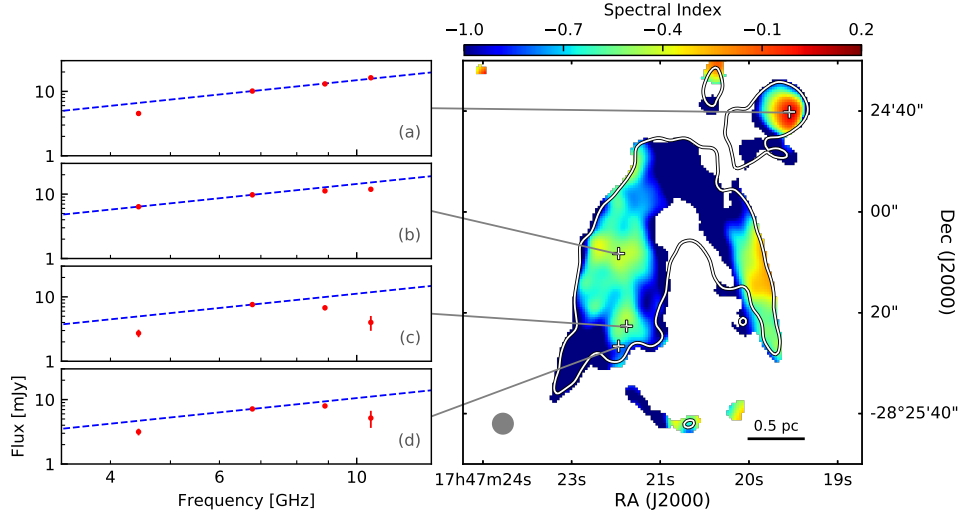 Spectral Index
−1.0 −0.7 −0.4 −0.1 0.2
10
1
(a)
10
1
(b)
10
1
(c)
10
1
(d)
4 6 10
Flux [mJy]
Frequency [GHz]
24'40"
00"
20"
-28°25'40"
Dec (J2000)
0.5 pc
17h47m24s 23s 21s 20s 19s
RA (J2000)